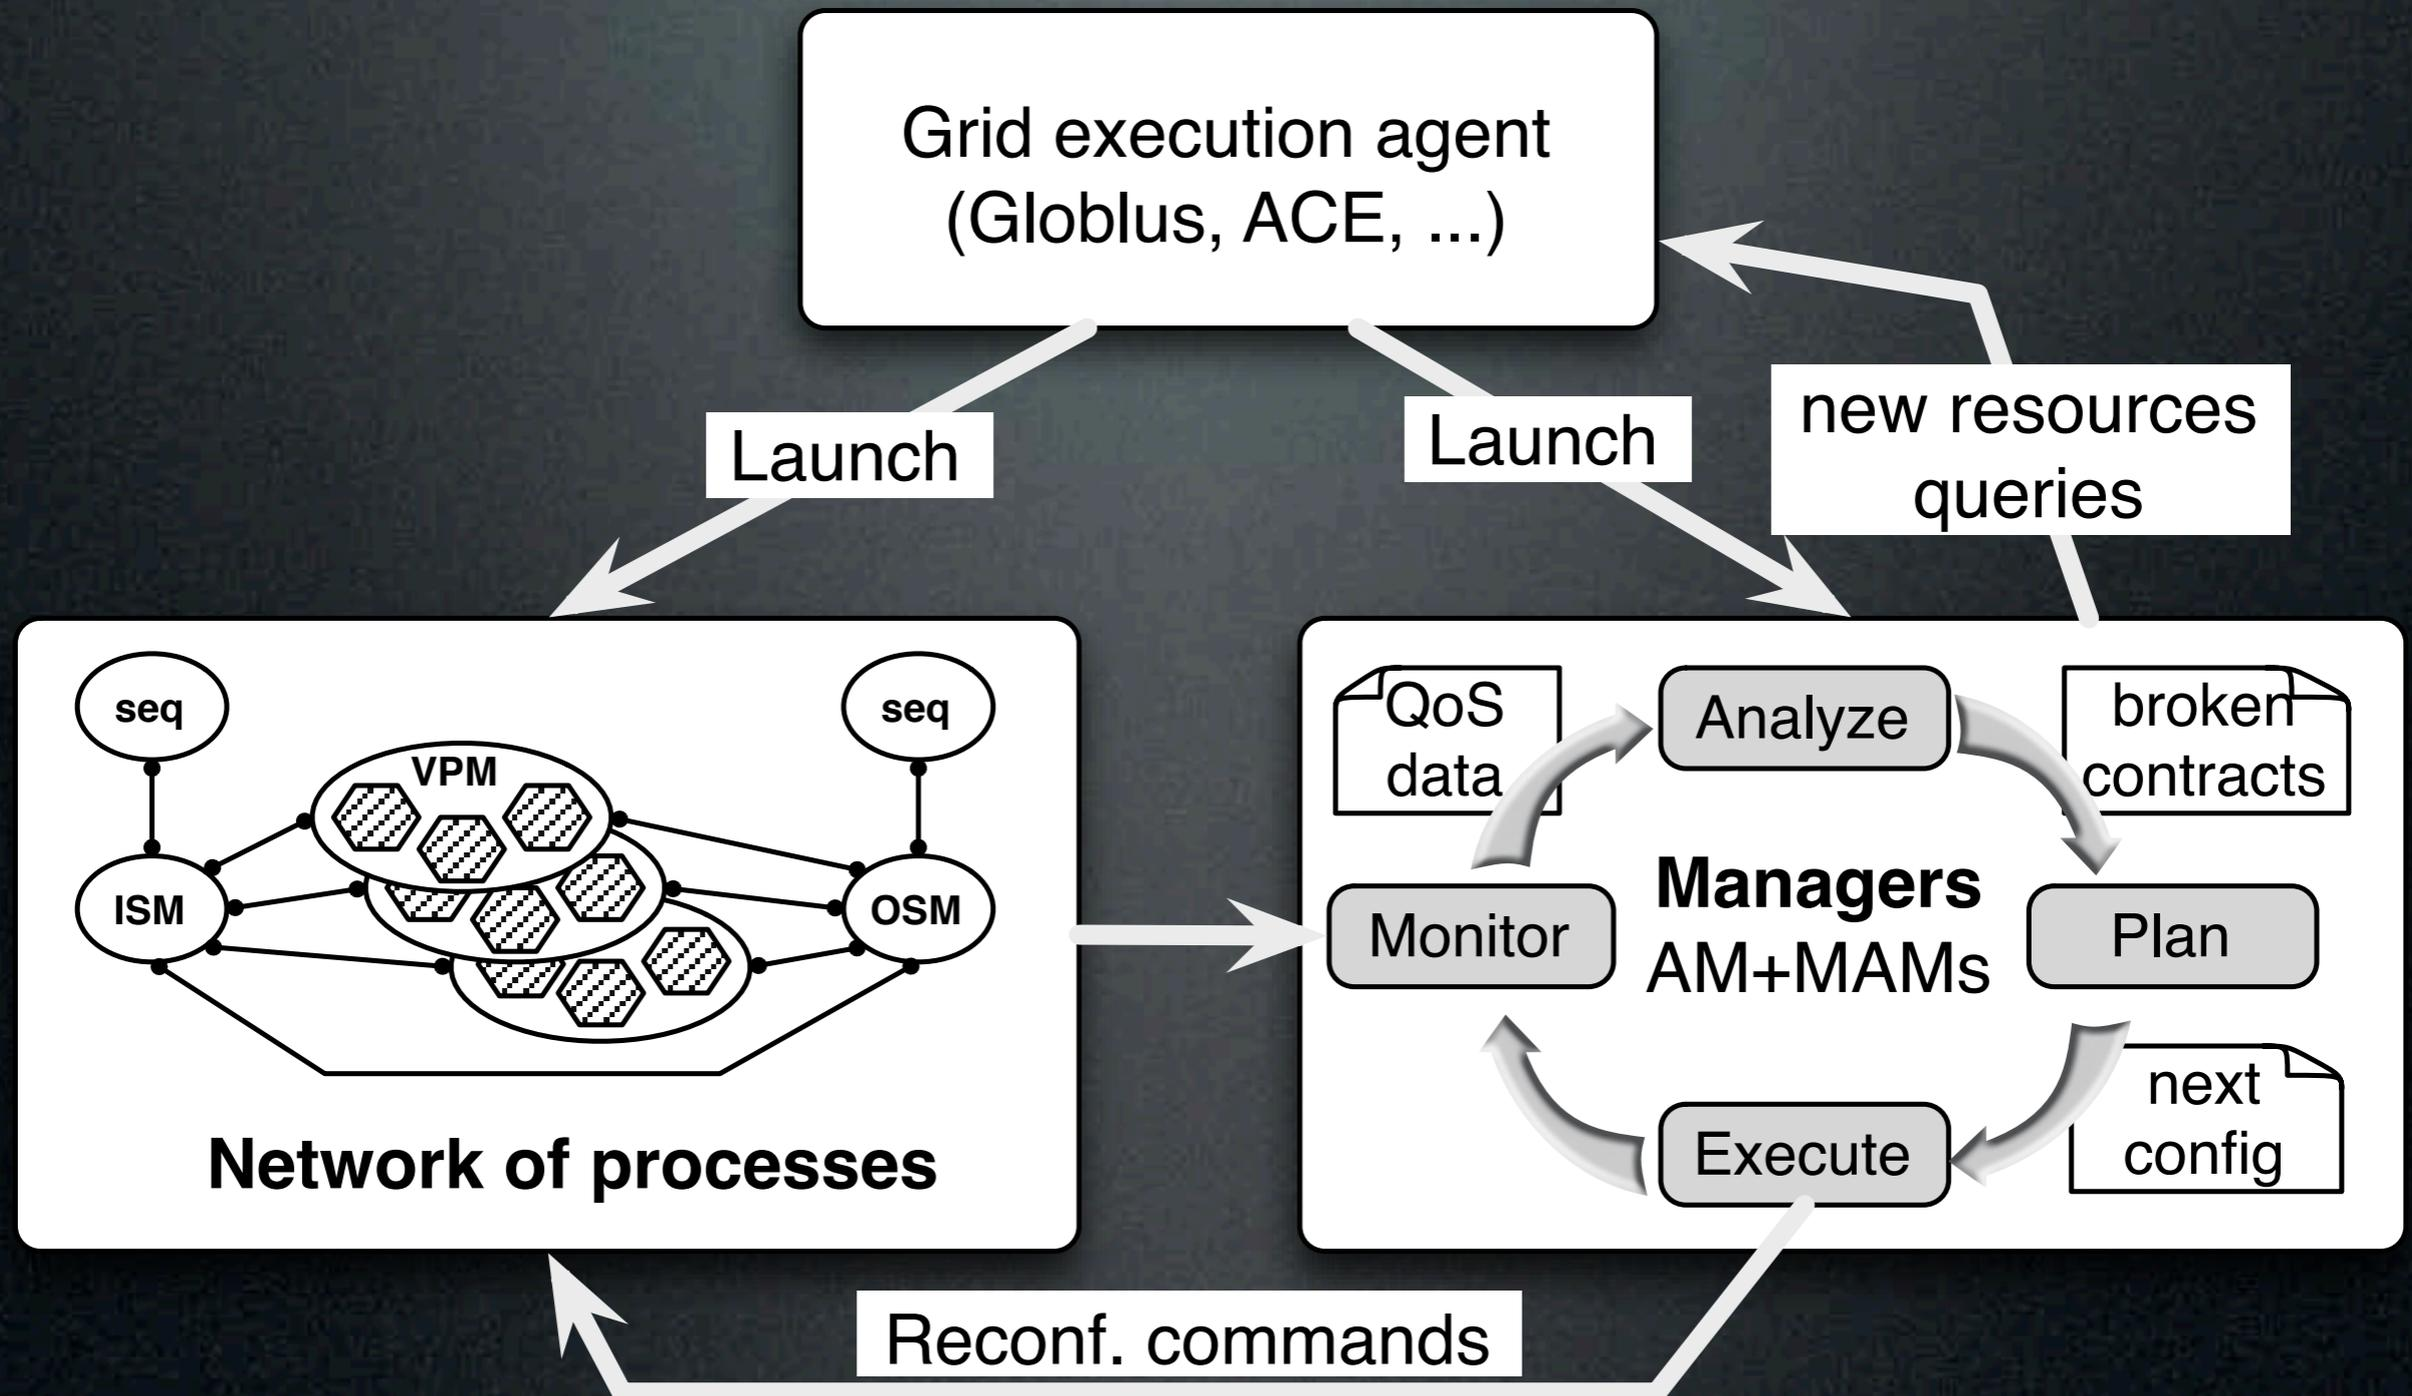 Grid execution agent
(Globlus, ACE, ...)
Launch
Launch
new resources
queries
seq
seq
VPM
ISM
OSM
Network of processes
QoS
data
Analyze
broken
contracts
Monitor
Managers
AM+MAMs
Plan
Execute
next
config
Reconf. commands